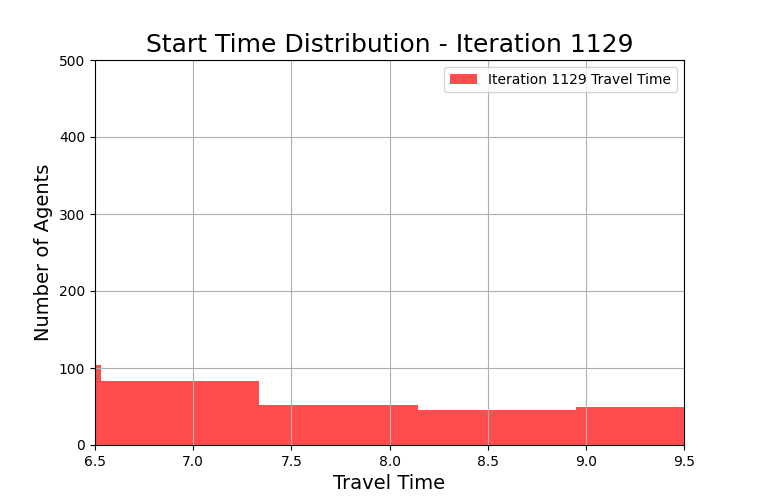 Start Time Distribution - Iteration 1129
Iteration 1129 Travel Time
Number of Agents
500
400
300
200
100
0
6.5 7.0 7.5 8.0 8.5 9.0 9.5
Travel Time